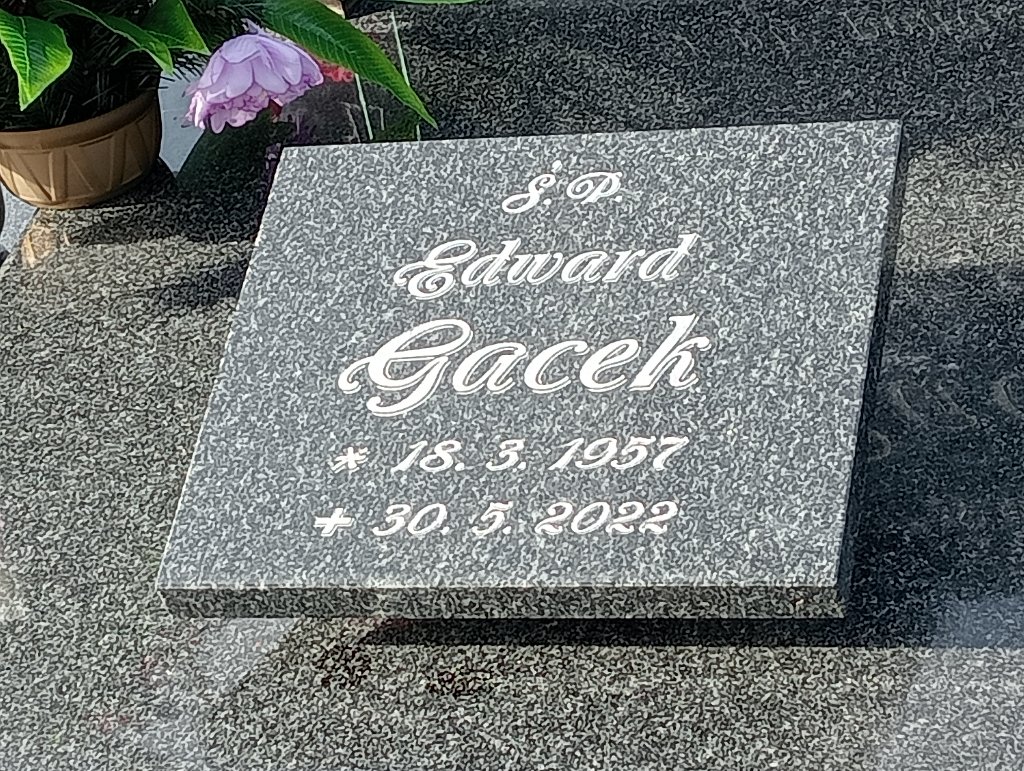 Ś. P.
Edward
Gacek
* 18. 3. 1957
+ 30. 5. 2022